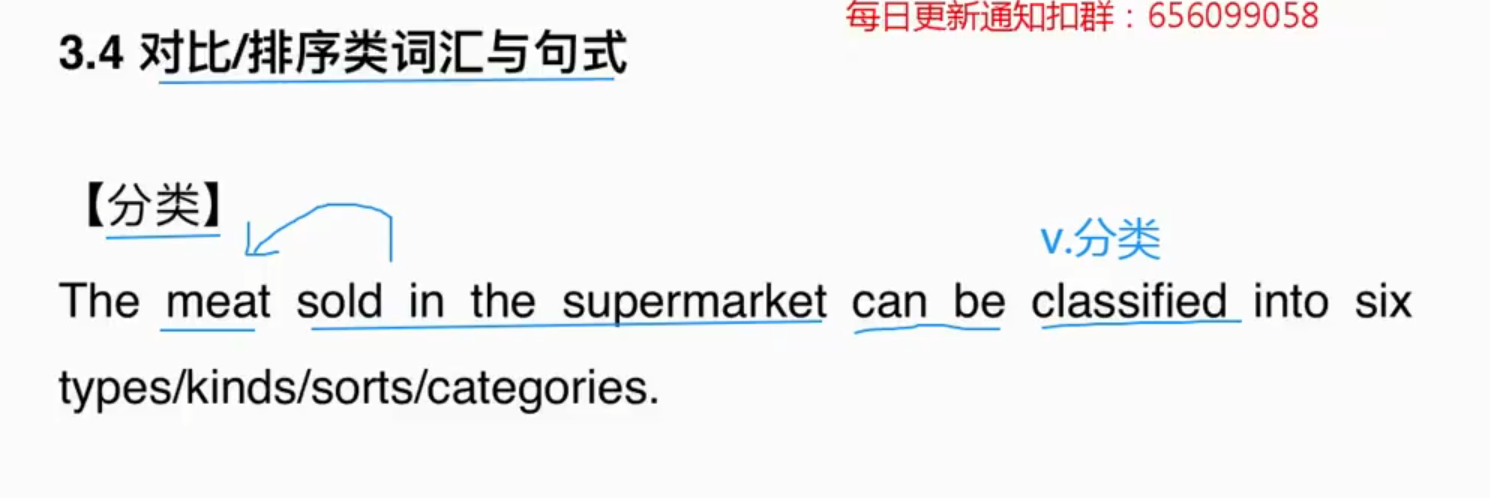 每日更新通知扣群：656099058
3.4 对比/排序类词汇与句式
【分类】
v.分类
The meat sold in the supermarket can be classified into six
types/kinds/sorts/categories.